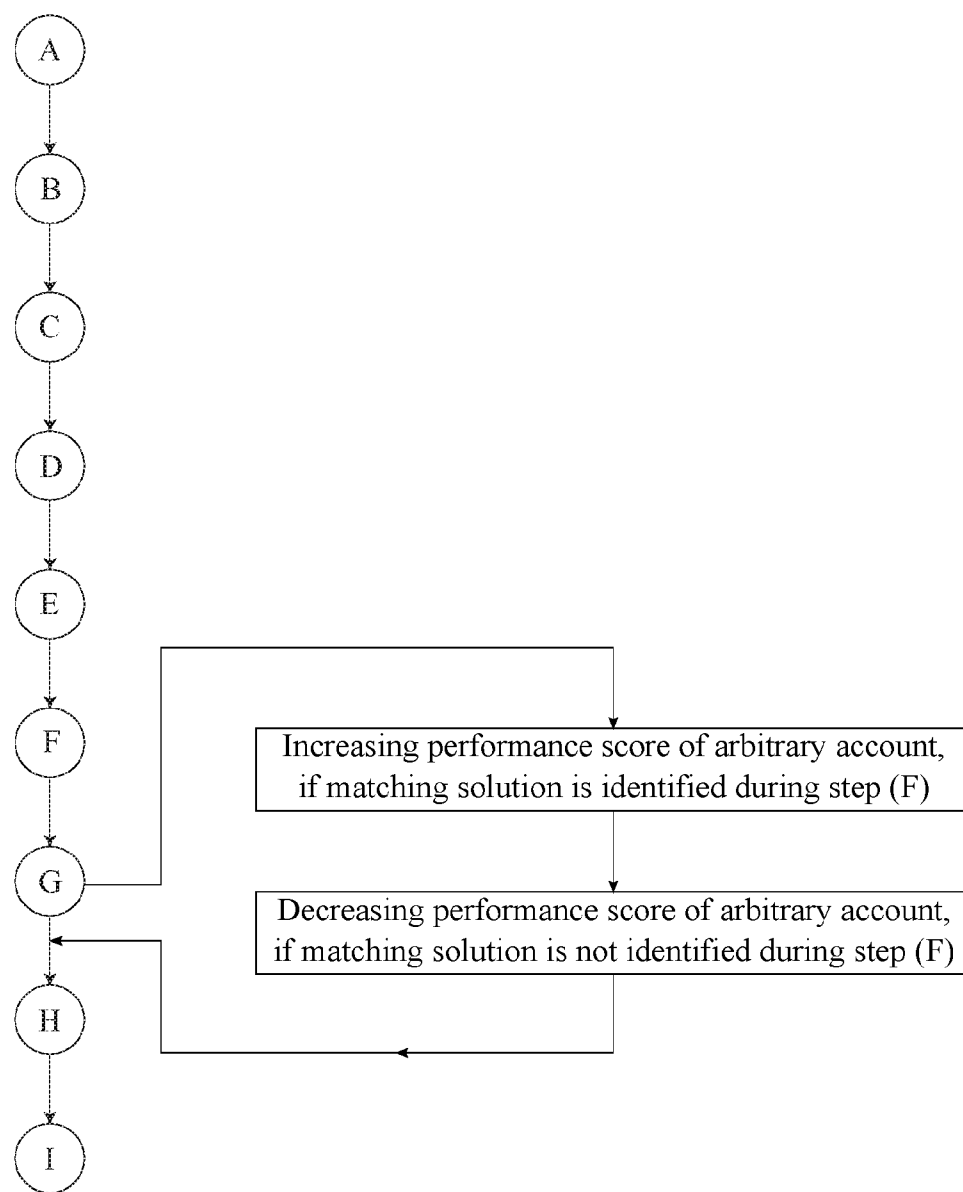 A
B
C
D
E
F
Increasing performance score of arbitrary account,
if matching solution is identified during step (F)
G
Decreasing performance score of arbitrary account,
if matching solution is not identified during step (F)
H
I